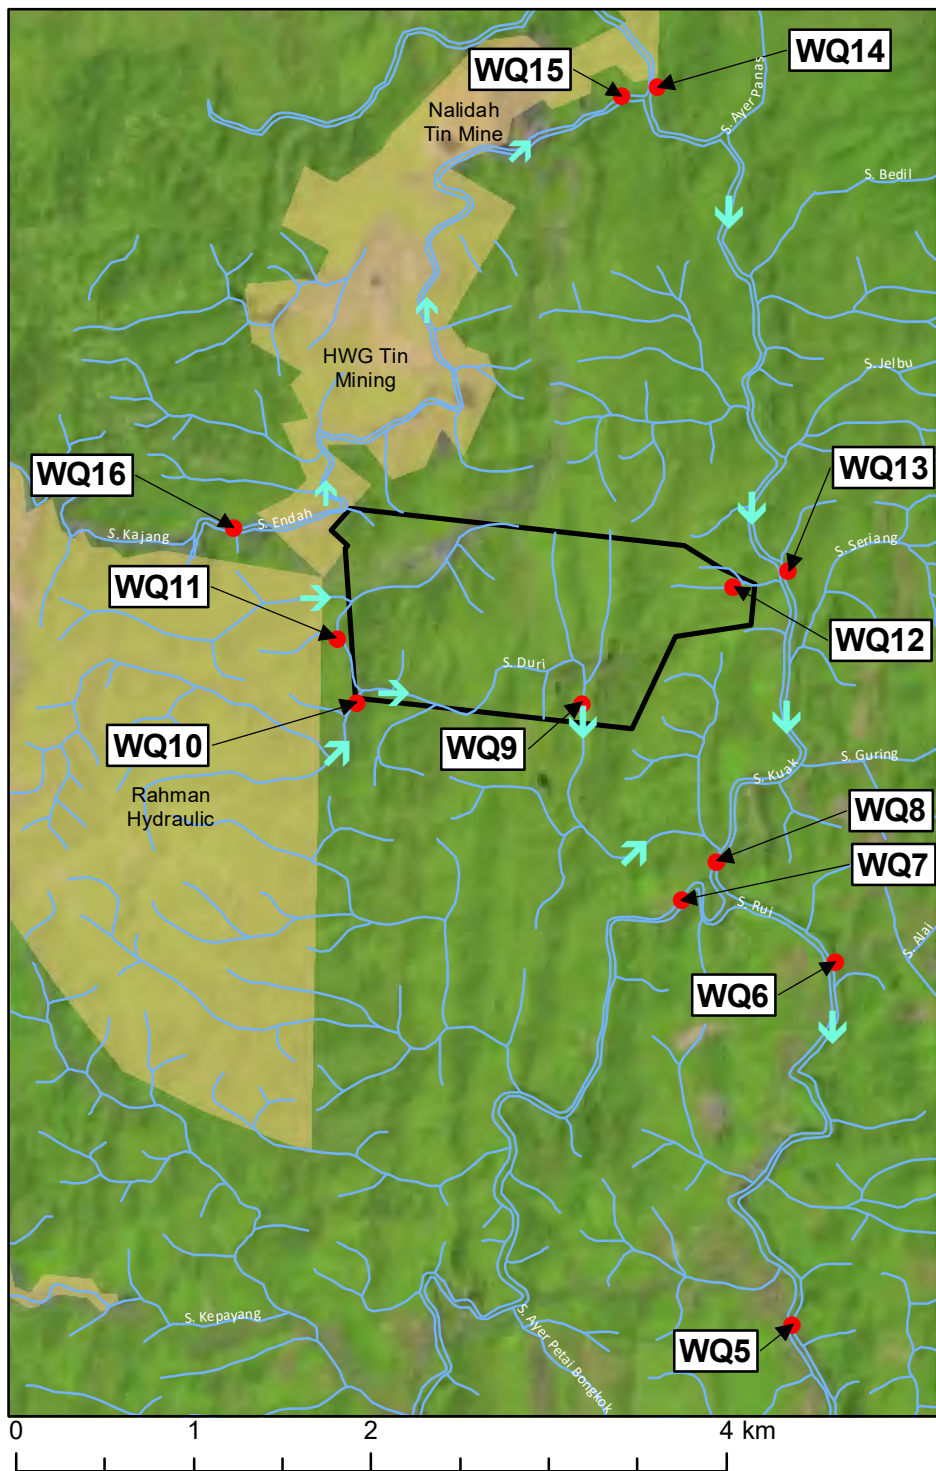 WQ14
WQ15
S. Ayer Panas
Nalidah
Tin Mine
S. Bedil
HWG Tin
Mining
S. Jelbu
WQ16
WQ13
S. Endah
S. Kajang
S. Seriang
WQ11
WQ12
S. Duri
WQ10
WQ9
S. Guring
S. Kuak
Rahman
Hydraulic
WQ8
WQ7
S. Rui
S. Alai
WQ6
S. Kepayang
S. Ayer Petai Bongkok
WQ5
0 1 2 4 km